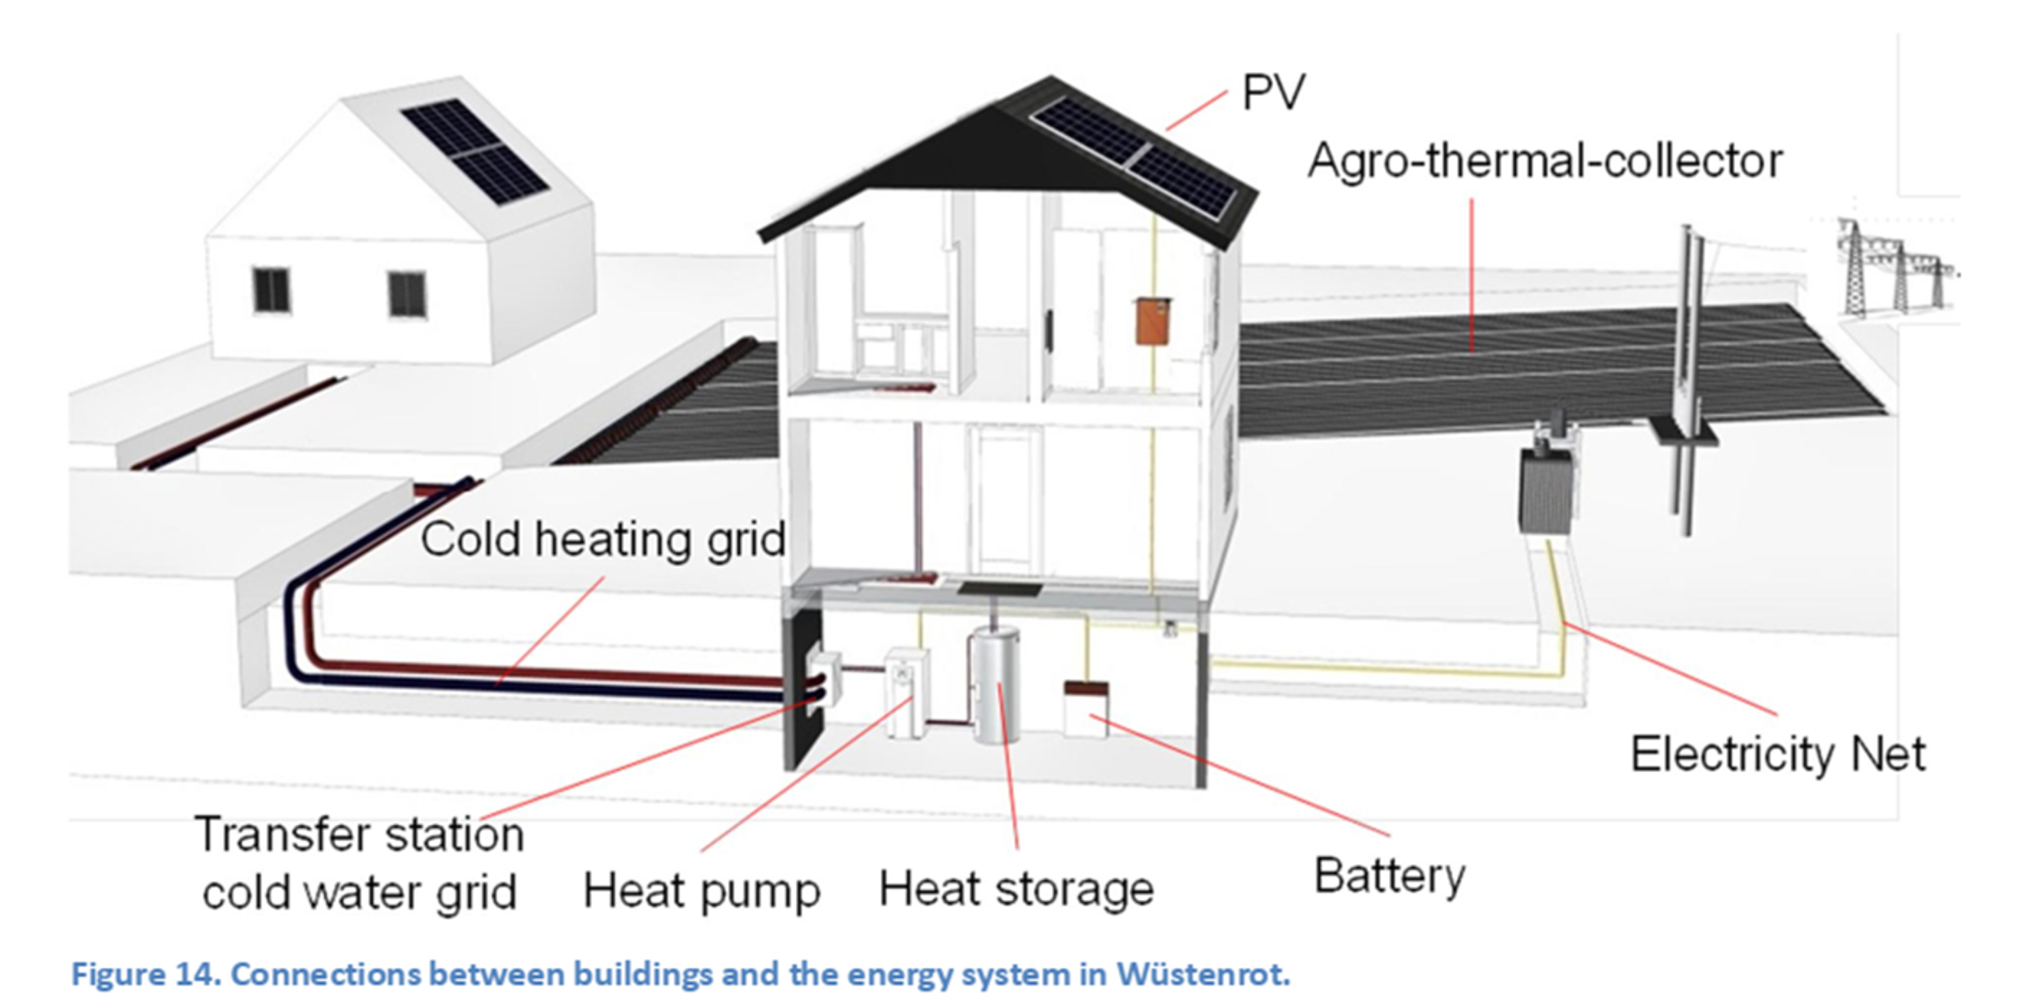 PV
Agro-thermal-collector
Cold heating grid
Electricity Net
Transfer station
cold water grid
Heat pump
Heat storage
Battery
Figure 14. Connections between buildings and the energy system in Wüstenrot.